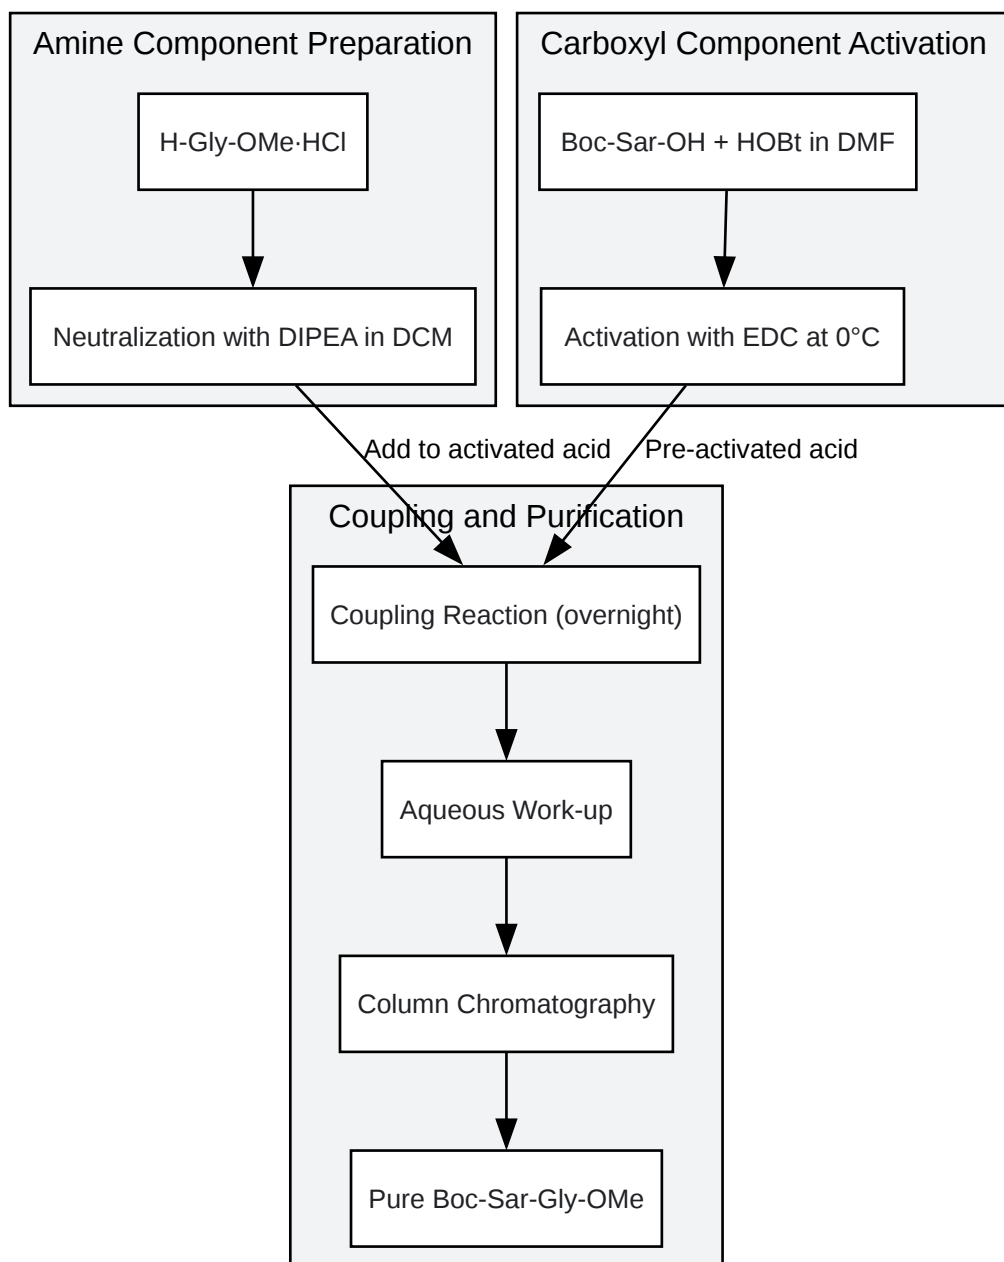 Amine Component Preparation
H-Gly-OMe·HCl
Neutralization with DIPEA in DCM
Carboxyl Component Activation
Boc-Sar-OH + HOBt in DMF
Activation with EDC at 0°C
Add to activated acid
Pre-activated acid
Coupling and Purification
Coupling Reaction (overnight)
Aqueous Work-up
Column Chromatography
Pure Boc-Sar-Gly-OMe